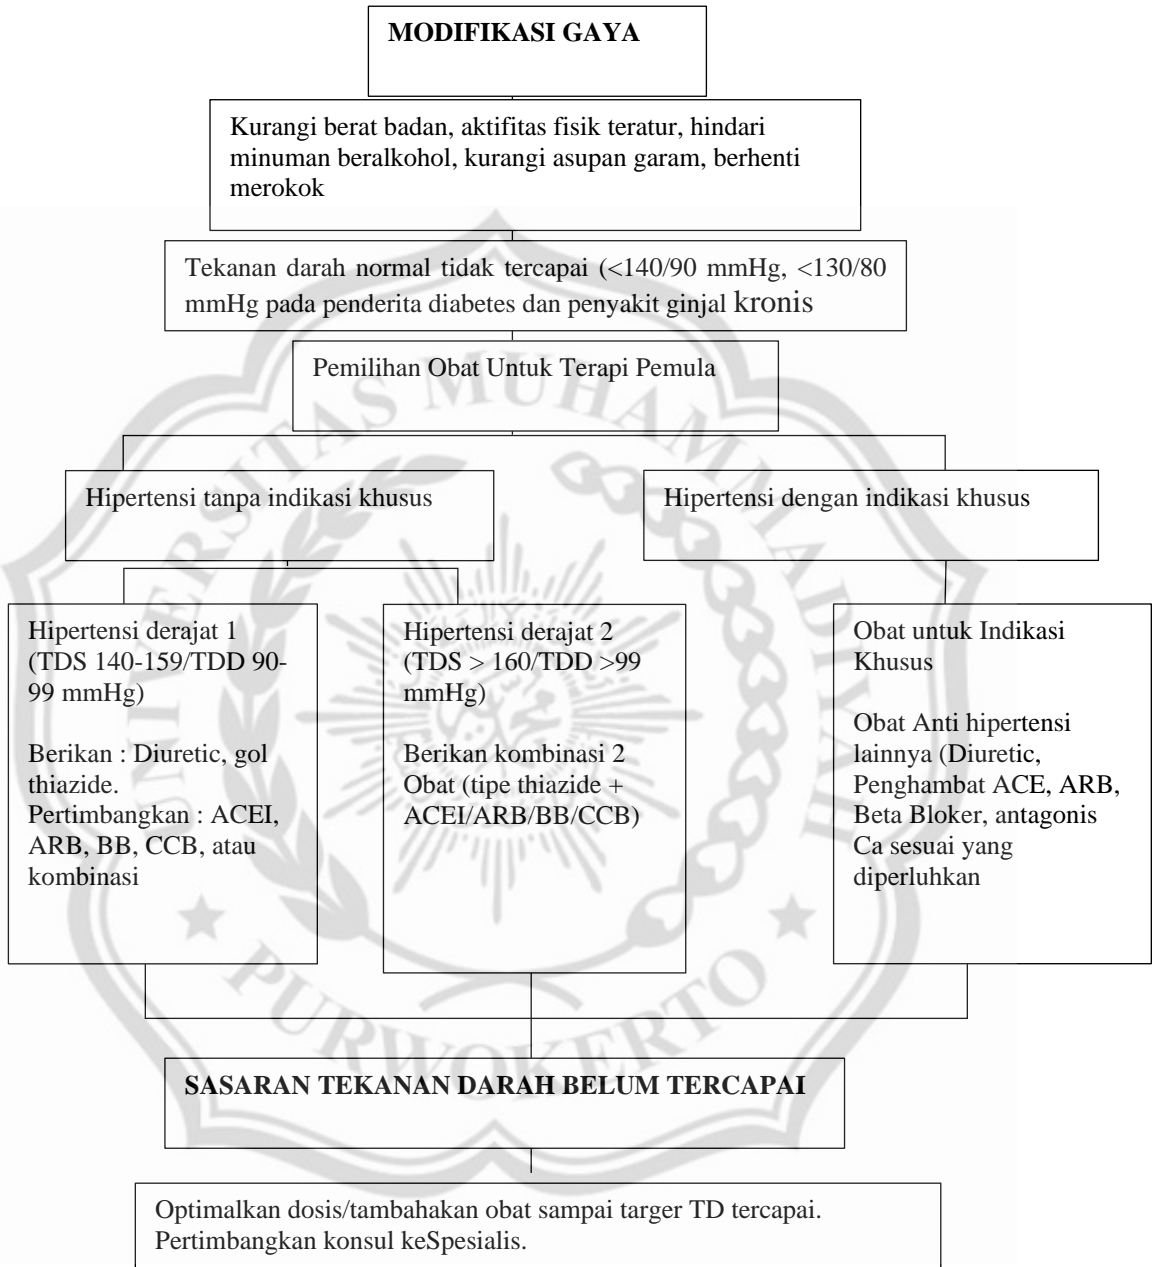 MODIFIKASI GAYA
Kurangi berat badan, aktifitas fisik teratur, hindari
minuman beralkohol, kurangi asupan garam, berhenti
merokok
Tekanan darah normal tidak tercapai (<140/90 mmHg, <130/80
mmHg pada penderita diabetes dan penyakit ginjal kronis
Pemilihan Obat Untuk Terapi Pemula
Hipertensi tanpa indikasi khusus
Hipertensi dengan indikasi khusus
Hipertensi derajat 1
(TDS 140-159/TDD 90-
99 mmHg)
Berikan : Diuretic, gol
thiazide.
Pertimbangkan : ACEI,
ARB, BB, CCB, atau
kombinasi
Hipertensi derajat 2
(TDS > 160/TDD >99
mmHg)
Berikan kombinasi 2
Obat (tipe thiazide +
ACEI/ARB/BB/CCB)
Obat untuk Indikasi
Khusus
Obat Anti hipertensi
lainnya (Diuretic,
Penghambat ACE, ARB,
Beta Bloker, antagonis
Ca sesuai yang
diperluhkan
SASARAN TEKANAN DARAH BELUM TERCAPAI
Optimalkan dosis/tambahakan obat sampai targer TD tercapai.
Pertimbangkan konsul keSpesialis.
UNIVERSITAS MUHAMMADIYAH
PURWOKERTO